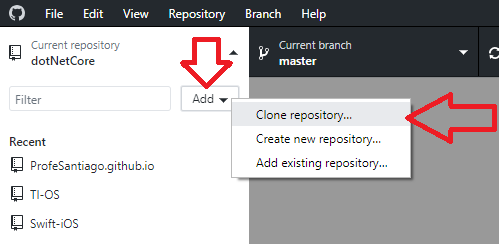 File Edit View Repository Branch Help
Current repository
dotNetCore
Current branch
master
Filter
Add
Clone repository...
Create new repository...
Add existing repository...
Recent
ProfeSantiago.github.io
TI-OS
Swift-iOS